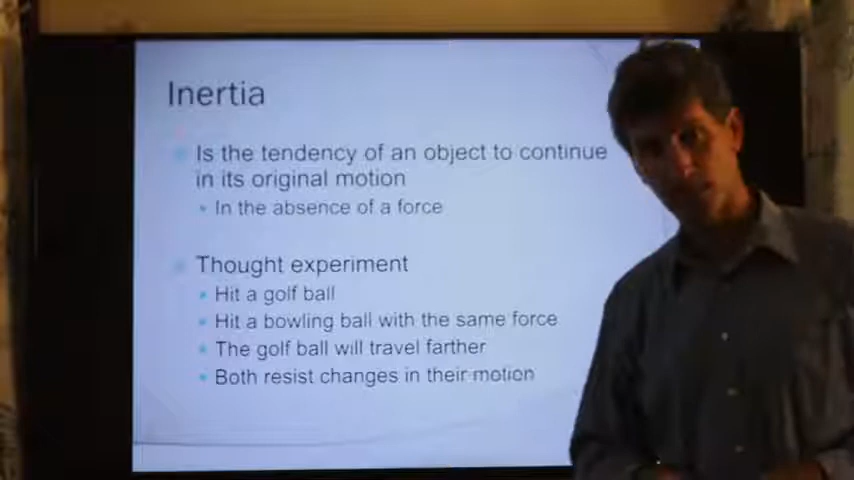 Inertia
Is the tendency of an object to continue
in its original motion
In the absence of a force
Thought experiment
Hit a golf ball
Hit a bowling ball with the same force
The golf ball will travel farther
Both resist changes in their motion